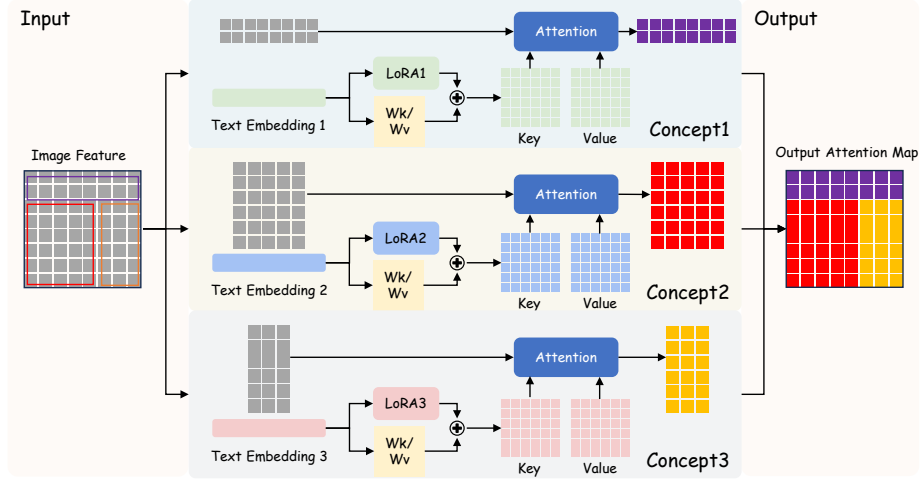 Input
Output
Image Feature
Text Embedding 1
LoRA1
Wk/
Wv
Attention
Key
Value
Concept1
Text Embedding 2
LoRA2
Wk/
Wv
Attention
Key
Value
Concept2
Text Embedding 3
LoRA3
Wk/
Wv
Attention
Key
Value
Concept3
Output Attention Map